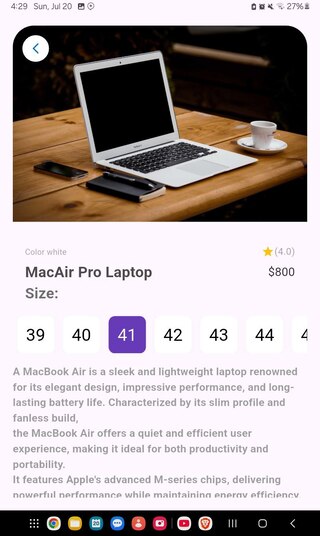 4:29 Sun, Jul 20
27%
Color white
(4.0)
MacAir Pro Laptop
$800
Size:
39 40 41 42 43 44 4
A MacBook Air is a sleek and lightweight laptop renowned
for its elegant design, impressive performance, and long-
lasting battery life. Characterized by its slim profile and
fanless build,
the MacBook Air offers a quiet and efficient user
experience, making it ideal for both productivity and
portability.
It features Apple's advanced M-series chips, delivering
powerful performance while maintaining energy efficiency